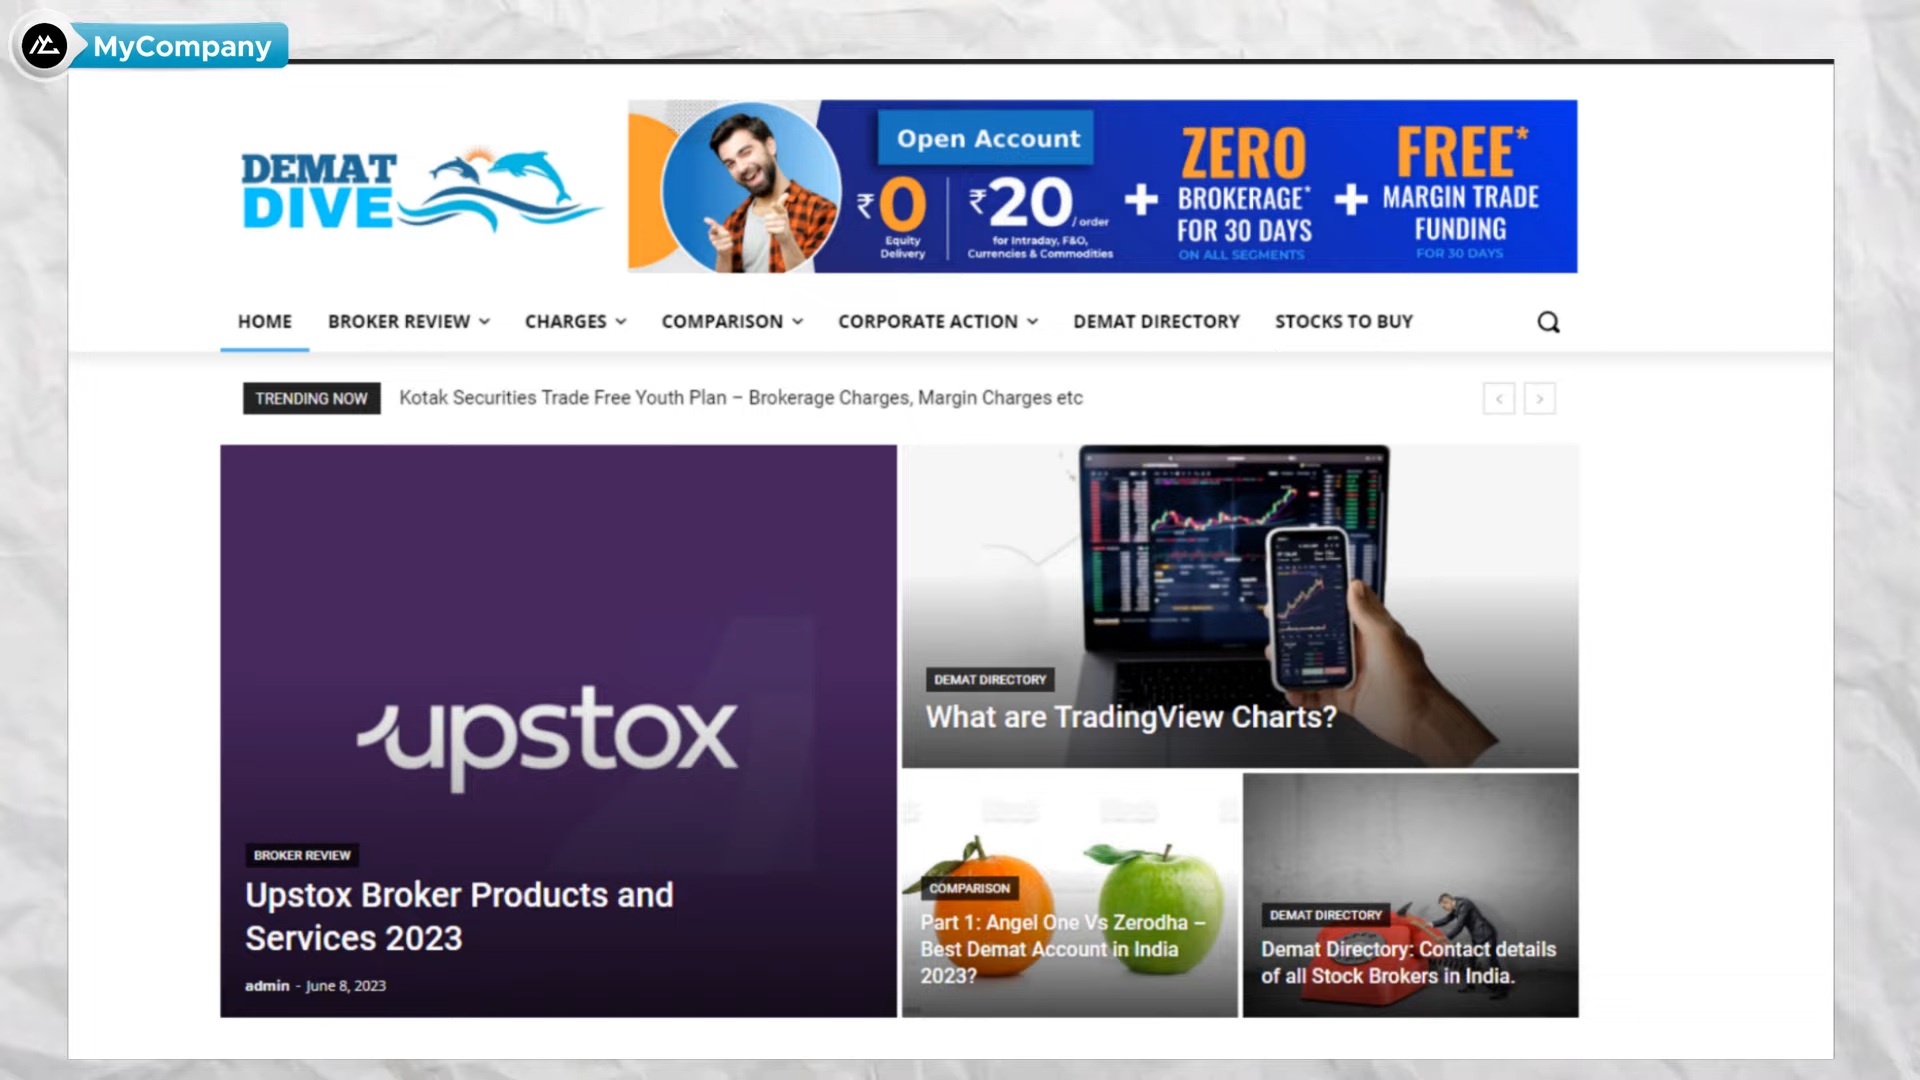 MyCompany
DEMAT
DIVE
Open Account
₹0
Equity
Delivery
₹20/ order
for Intraday, F&O,
Currencies & Commodities
+
ZERO
BROKERAGE*
FOR 30 DAYS
ON ALL SEGMENTS
+
FREE*
MARGIN TRADE
FUNDING
FOR 30 DAYS
HOME BROKER REVIEW CHARGES COMPARISON CORPORATE ACTION DEMAT DIRECTORY STOCKS TO BUY
TRENDING NOW Kotak Securities Trade Free Youth Plan – Brokerage Charges, Margin Charges etc
upstox
BROKER REVIEW
Upstox Broker Products and
Services 2023
admin - June 8, 2023
DEMAT DIRECTORY
What are TradingView Charts?
COMPARISON
Part 1: Angel One Vs Zerodha –
Best Demat Account in India
2023?
DEMAT DIRECTORY
Demat Directory: Contact details
of all Stock Brokers in India.